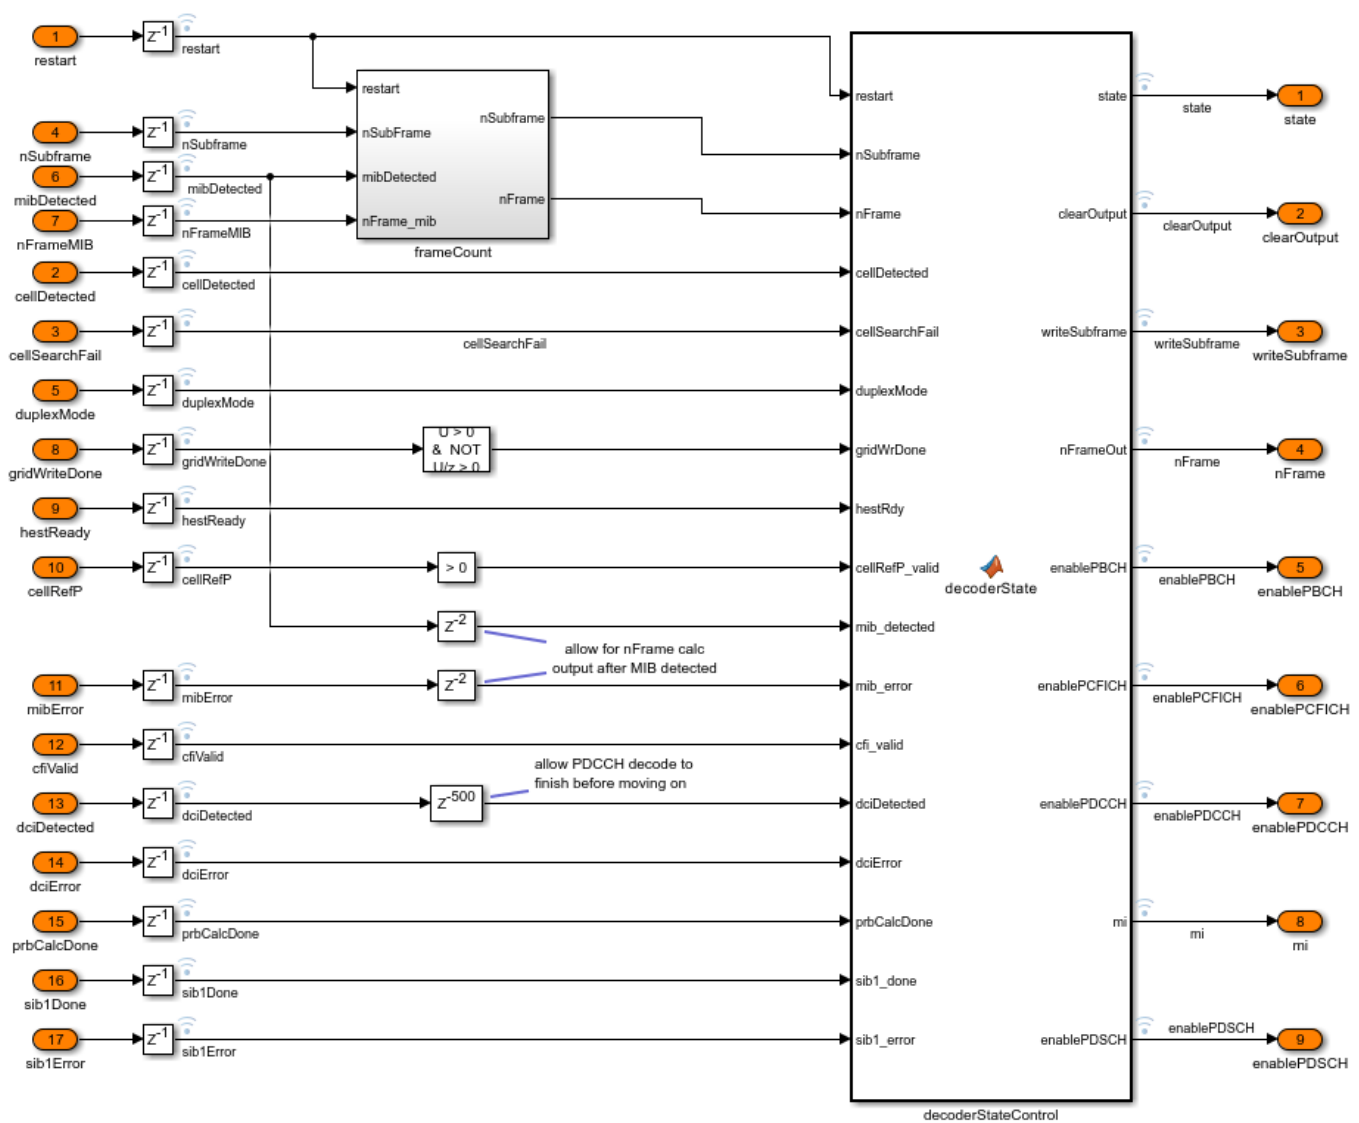 1
restart
Z-1
restart
4
nSubframe
Z-1
nSubframe
6
mibDetected
Z-1
mibDetected
7
nFrameMIB
Z-1
nFrameMIB
restart
nSubFrame
mibDetected
nFrame_mib
nSubframe
nFrame
frameCount
2
cellDetected
Z-1
cellDetected
3
cellSearchFail
Z-1
cellSearchFail
5
duplexMode
Z-1
duplexMode
8
gridWriteDone
Z-1
gridWriteDone
U > 0
& NOT
U/z > 0
9
hestReady
Z-1
hestReady
10
cellRefP
Z-1
cellRefP
> 0
Z-2
allow for nFrame calc
output after MIB detected
11
mibError
Z-1
mibError
Z-2
12
cfiValid
Z-1
cfiValid
allow PDCCH decode to
finish before moving on
13
dciDetected
Z-1
dciDetected
Z-500
14
dciError
Z-1
dciError
15
prbCalcDone
Z-1
prbCalcDone
16
sib1Done
Z-1
sib1Done
17
sib1Error
Z-1
sib1Error
restart
nSubframe
nFrame
cellDetected
cellSearchFail
duplexMode
gridWrDone
hestRdy
cellRefP_valid
mib_detected
mib_error
cfi_valid
dciDetected
dciError
prbCalcDone
sib1_done
sib1_error
decoderState
state
clearOutput
writeSubframe
nFrameOut
enablePBCH
enablePCFICH
enablePDCCH
mi
enablePDSCH
decoderStateControl
state
1
state
clearOutput
2
clearOutput
writeSubframe
3
writeSubframe
nFrame
4
nFrame
enablePBCH
5
enablePBCH
enablePCFICH
6
enablePCFICH
enablePDCCH
7
enablePDCCH
mi
8
mi
enablePDSCH
9
enablePDSCH